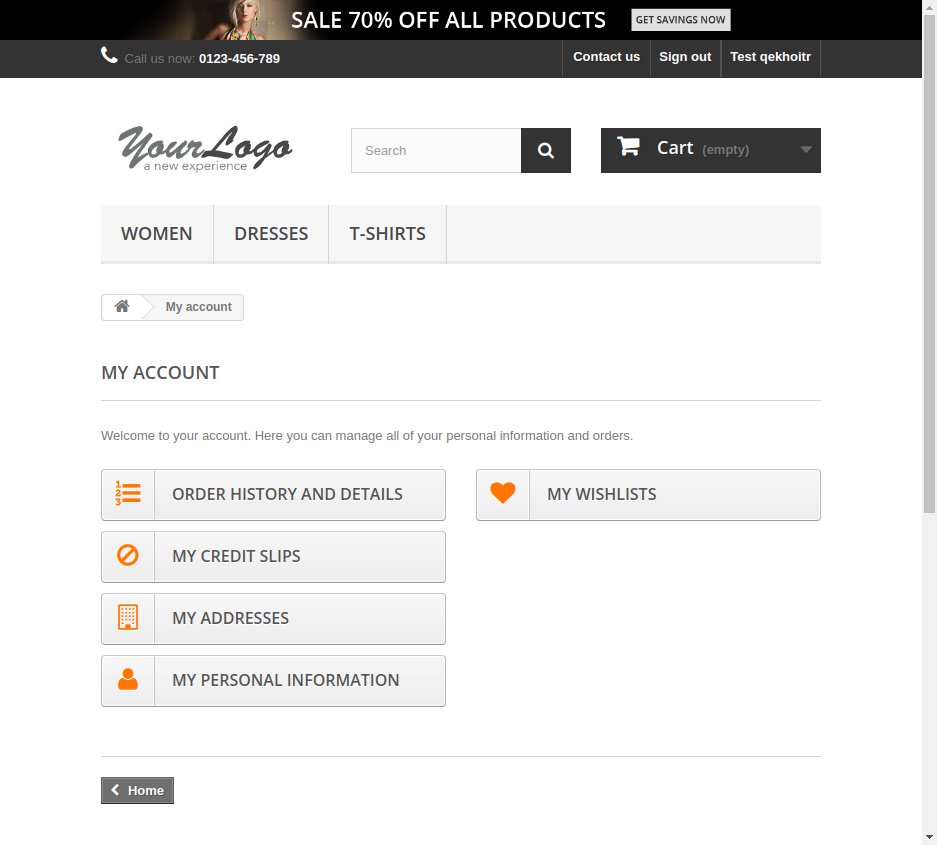 SALE 70% OFF ALL PRODUCTS GET SAVINGS NOW
Call us now: 0123-456-789 Contact us Sign out Test qekhoitr
YourLogo
a new experience
Search
Cart (empty)
WOMEN DRESSES T-SHIRTS
My account
MY ACCOUNT
Welcome to your account. Here you can manage all of your personal information and orders.
1
2
3
ORDER HISTORY AND DETAILS
MY WISHLISTS
MY CREDIT SLIPS
MY ADDRESSES
MY PERSONAL INFORMATION
Home